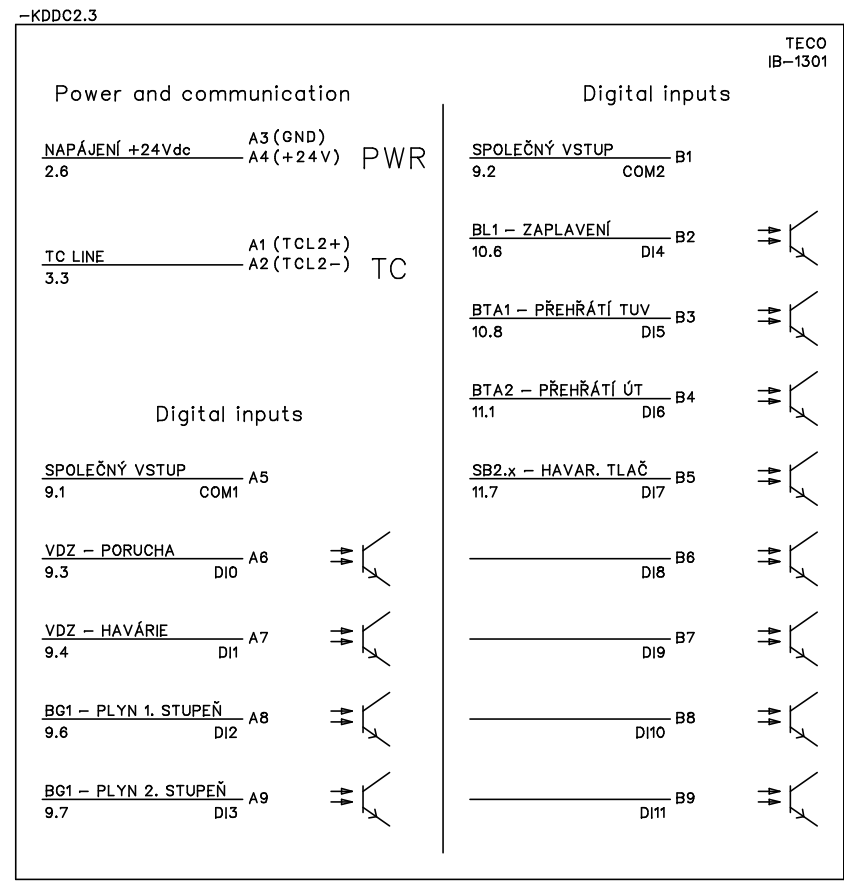 -KDDC2.3
TECO
IB-1301
Power and communication
A3(GND)
NAPÁJENÍ +24Vdc A4(+24V) PWR
2.6
A1 (TCL2+)
TC LINE A2(TCL2-) TC
3.3
Digital inputs
SPOLEČNÝ VSTUP A5
9.1 COM1
VDZ - PORUCHA A6
9.3 DI0
VDZ - HAVÁRIE A7
9.4 DI1
BG1 - PLYN 1. STUPEŇ A8
9.6 DI2
BG1 - PLYN 2. STUPEŇ A9
9.7 DI3
Digital inputs
SPOLEČNÝ VSTUP B1
9.2 COM2
BL1 - ZAPLAVENÍ B2
10.6 DI4
BTA1 - PŘEHŘÁTÍ TUV B3
10.8 DI5
BTA2 - PŘEHŘÁTÍ ÚT B4
11.1 DI6
SB2.x - HAVAR. TLAČ B5
11.7 DI7
B6
DI8
B7
DI9
B8
DI10
B9
DI11